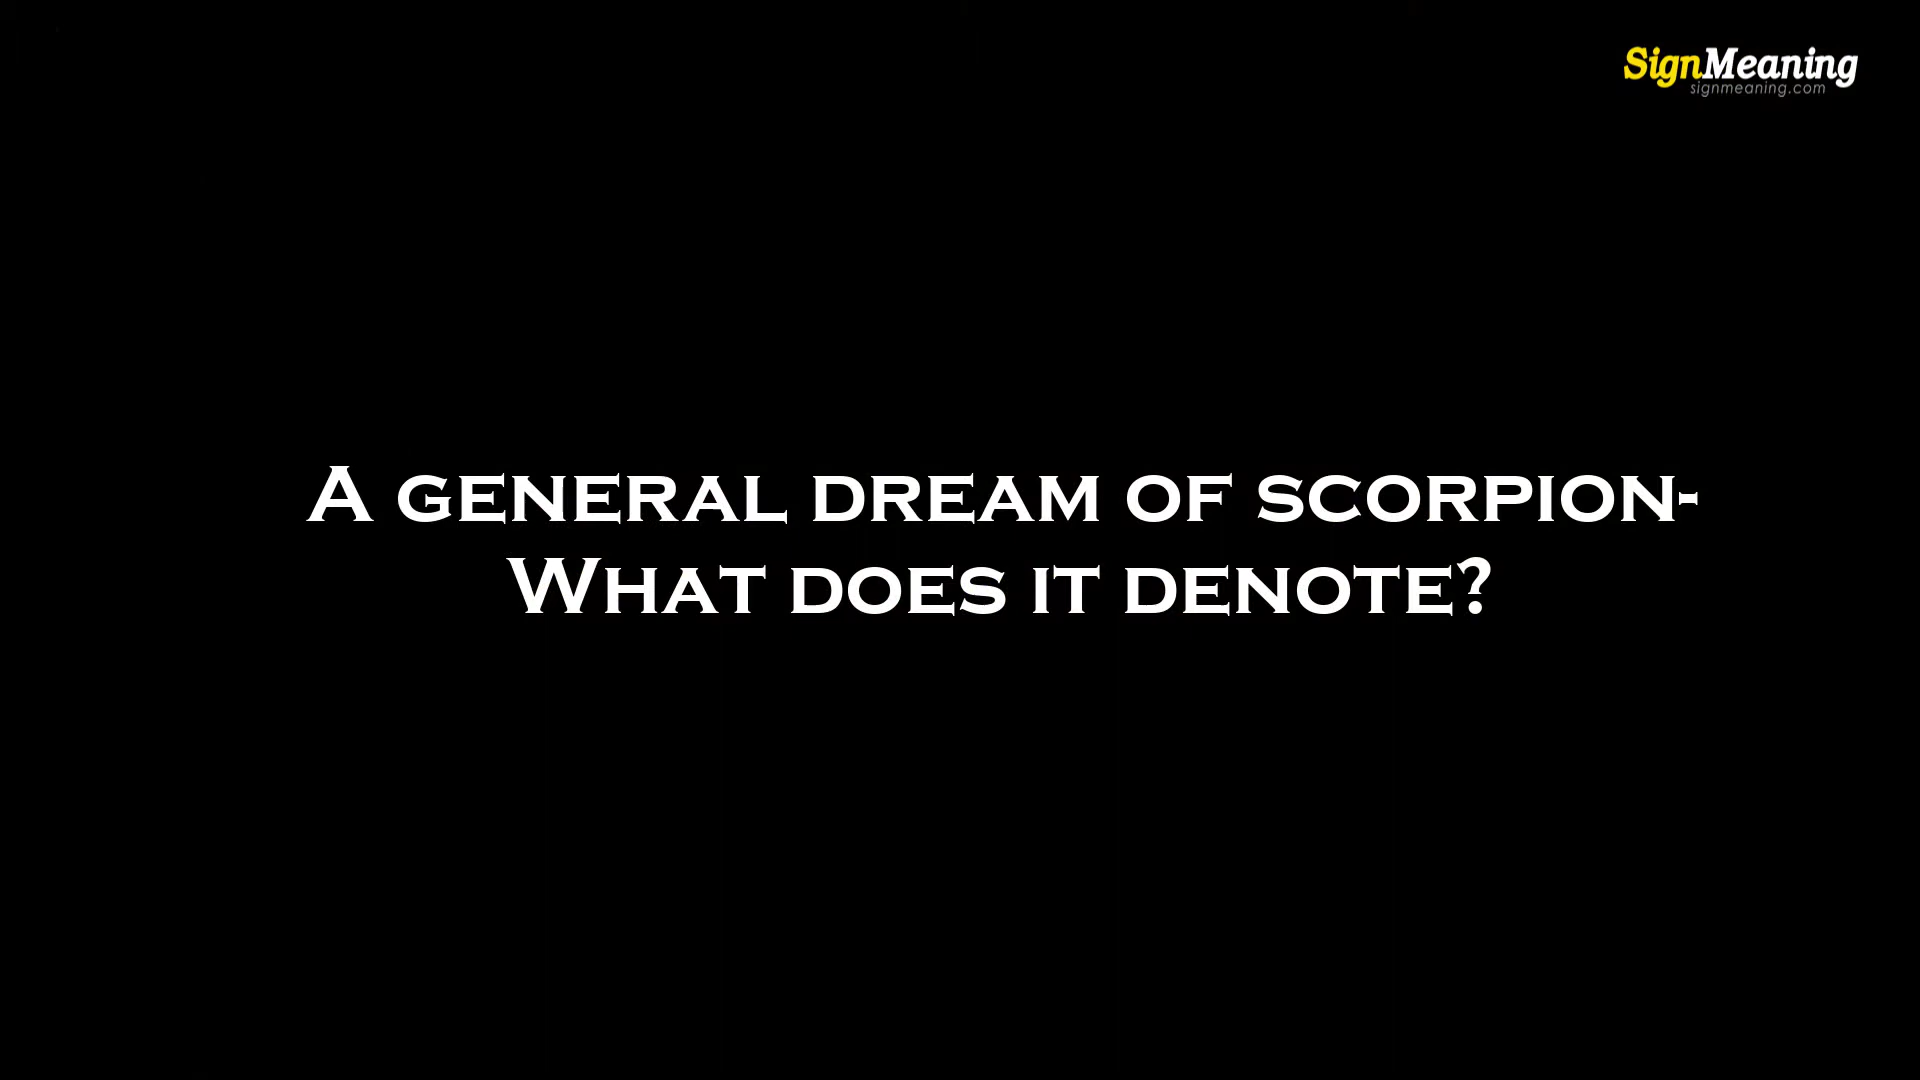 SignMeaning
signmeaning.com
A GENERAL DREAM OF SCORPION-
WHAT DOES IT DENOTE?